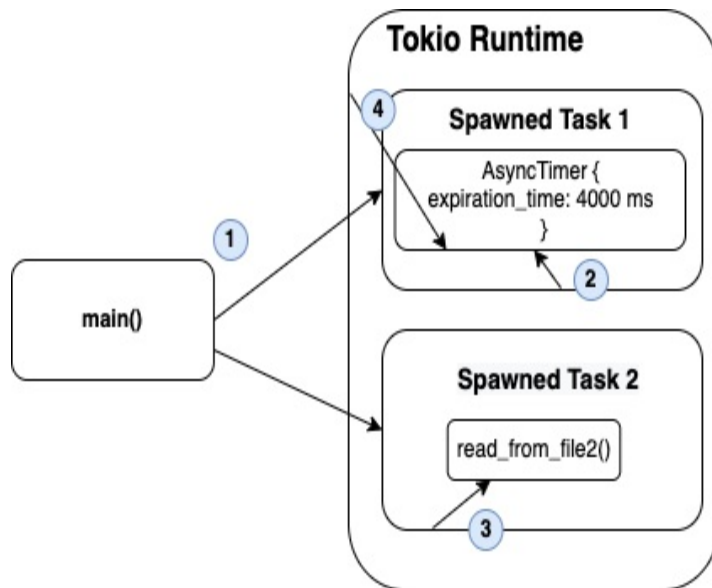 Tokio Runtime
4
Spawned Task 1
AsyncTimer {
expiration_time: 4000 ms
}
1
2
main()
Spawned Task 2
read_from_file2()
3